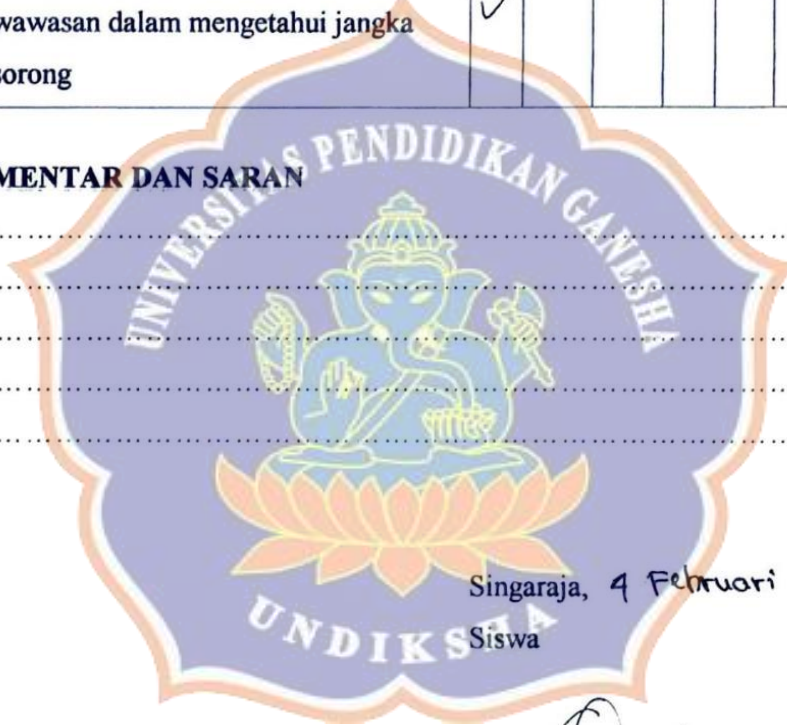 wawasan dalam mengetahui jangka
sorong
MENTAR DAN SARAN
UNIVERSITAS PENDIDIKAN GANESHA
Singaraja, 4 Februari
Siswa
UNDIKSHA